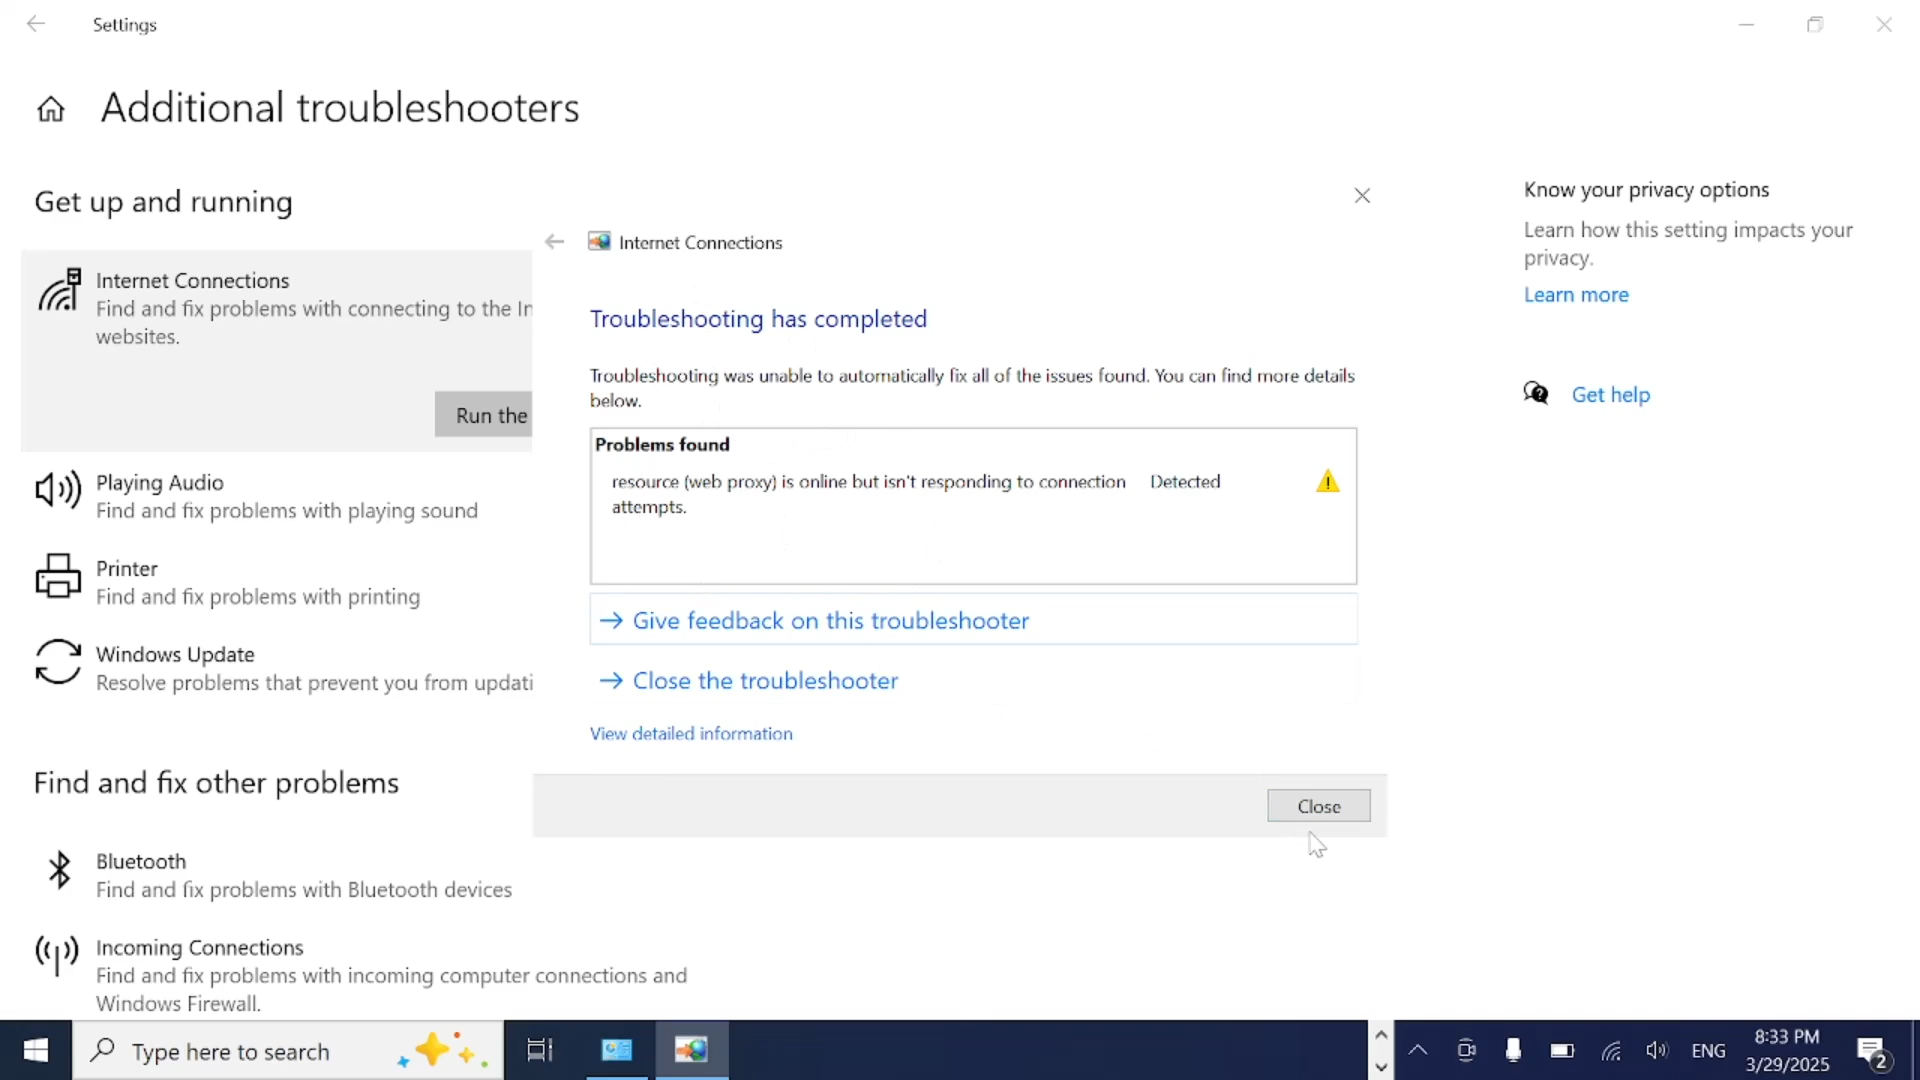 Settings
Additional troubleshooters
Get up and running
Internet Connections
Find and fix problems with connecting to the In
websites.
Run the
Playing Audio
Find and fix problems with playing sound
Printer
Find and fix problems with printing
Windows Update
Resolve problems that prevent you from updati
Find and fix other problems
Bluetooth
Find and fix problems with Bluetooth devices
Incoming Connections
Find and fix problems with incoming computer connections and
Windows Firewall.
Internet Connections
Troubleshooting has completed
Troubleshooting was unable to automatically fix all of the issues found. You can find more details
below.
Problems found
resource (web proxy) is online but isn't responding to connection Detected
attempts.
Give feedback on this troubleshooter
Close the troubleshooter
View detailed information
Close
Know your privacy options
Learn how this setting impacts your
privacy.
Learn more
Get help
Type here to search
ENG
8:33 PM
3/29/2025
2